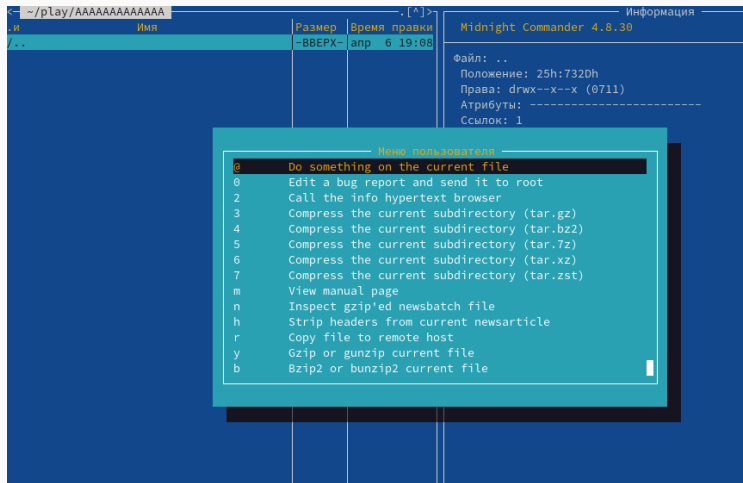 <— ~/play/AAAAAAAAAAAAA .[^]>
.и Имя Размер Время правки
/.. -ВВЕРХ- апр 6 19:08
Информация
Midnight Commander 4.8.30
Файл: ..
Положение: 25h:732Dh
Права: drwx--x--x (0711)
Атрибуты: -------------------------
Ссылок: 1
Меню пользователя
@ Do something on the current file
0 Edit a bug report and send it to root
2 Call the info hypertext browser
3 Compress the current subdirectory (tar.gz)
4 Compress the current subdirectory (tar.bz2)
5 Compress the current subdirectory (tar.7z)
6 Compress the current subdirectory (tar.xz)
7 Compress the current subdirectory (tar.zst)
m View manual page
n Inspect gzip'ed newsbatch file
h Strip headers from current newsarticle
r Copy file to remote host
y Gzip or gunzip current file
b Bzip2 or bunzip2 current file